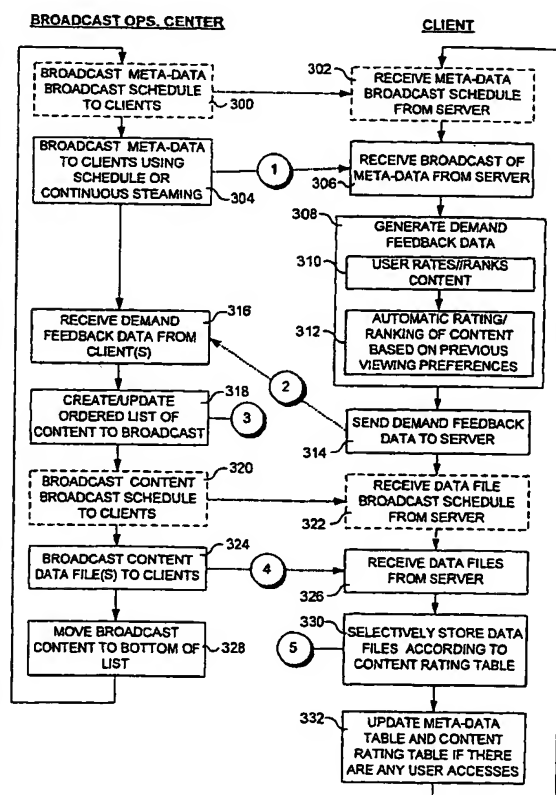 BROADCAST OPS. CENTER
CLIENT
BROADCAST META-DATA
BROADCAST SCHEDULE
TO CLIENTS
300
302
RECEIVE META-DATA
BROADCAST SCHEDULE
FROM SERVER
BROADCAST META-DATA
TO CLIENTS USING
SCHEDULE OR
CONTINUOUS STEAMING
304
1
RECEIVE BROADCAST OF
META-DATA FROM SERVER
306
308
GENERATE DEMAND
FEEDBACK DATA
310
USER RATES//RANKS
CONTENT
312
AUTOMATIC RATING/
RANKING OF CONTENT
BASED ON PREVIOUS
VIEWING PREFERENCES
316
RECEIVE DEMAND
FEEDBACK DATA FROM
CLIENT(S)
2
318
CREATE/UPDATE
ORDERED LIST OF
CONTENT TO BROADCAST
3
SEND DEMAND FEEDBACK
DATA TO SERVER
314
320
BROADCAST CONTENT
BROADCAST SCHEDULE
TO CLIENTS
RECEIVE DATA FILE
BROADCAST SCHEDULE
FROM SERVER
322
324
BROADCAST CONTENT
DATA FILE(S) TO CLIENTS
4
RECEIVE DATA FILES
FROM SERVER
326
MOVE BROADCAST
CONTENT TO BOTTOM OF
LIST
328
330
SELECTIVELY STORE DATA
FILES ACCORDING TO
CONTENT RATING TABLE
5
332
UPDATE META-DATA
TABLE AND CONTENT
RATING TABLE IF THERE
ARE ANY USER ACCESSES